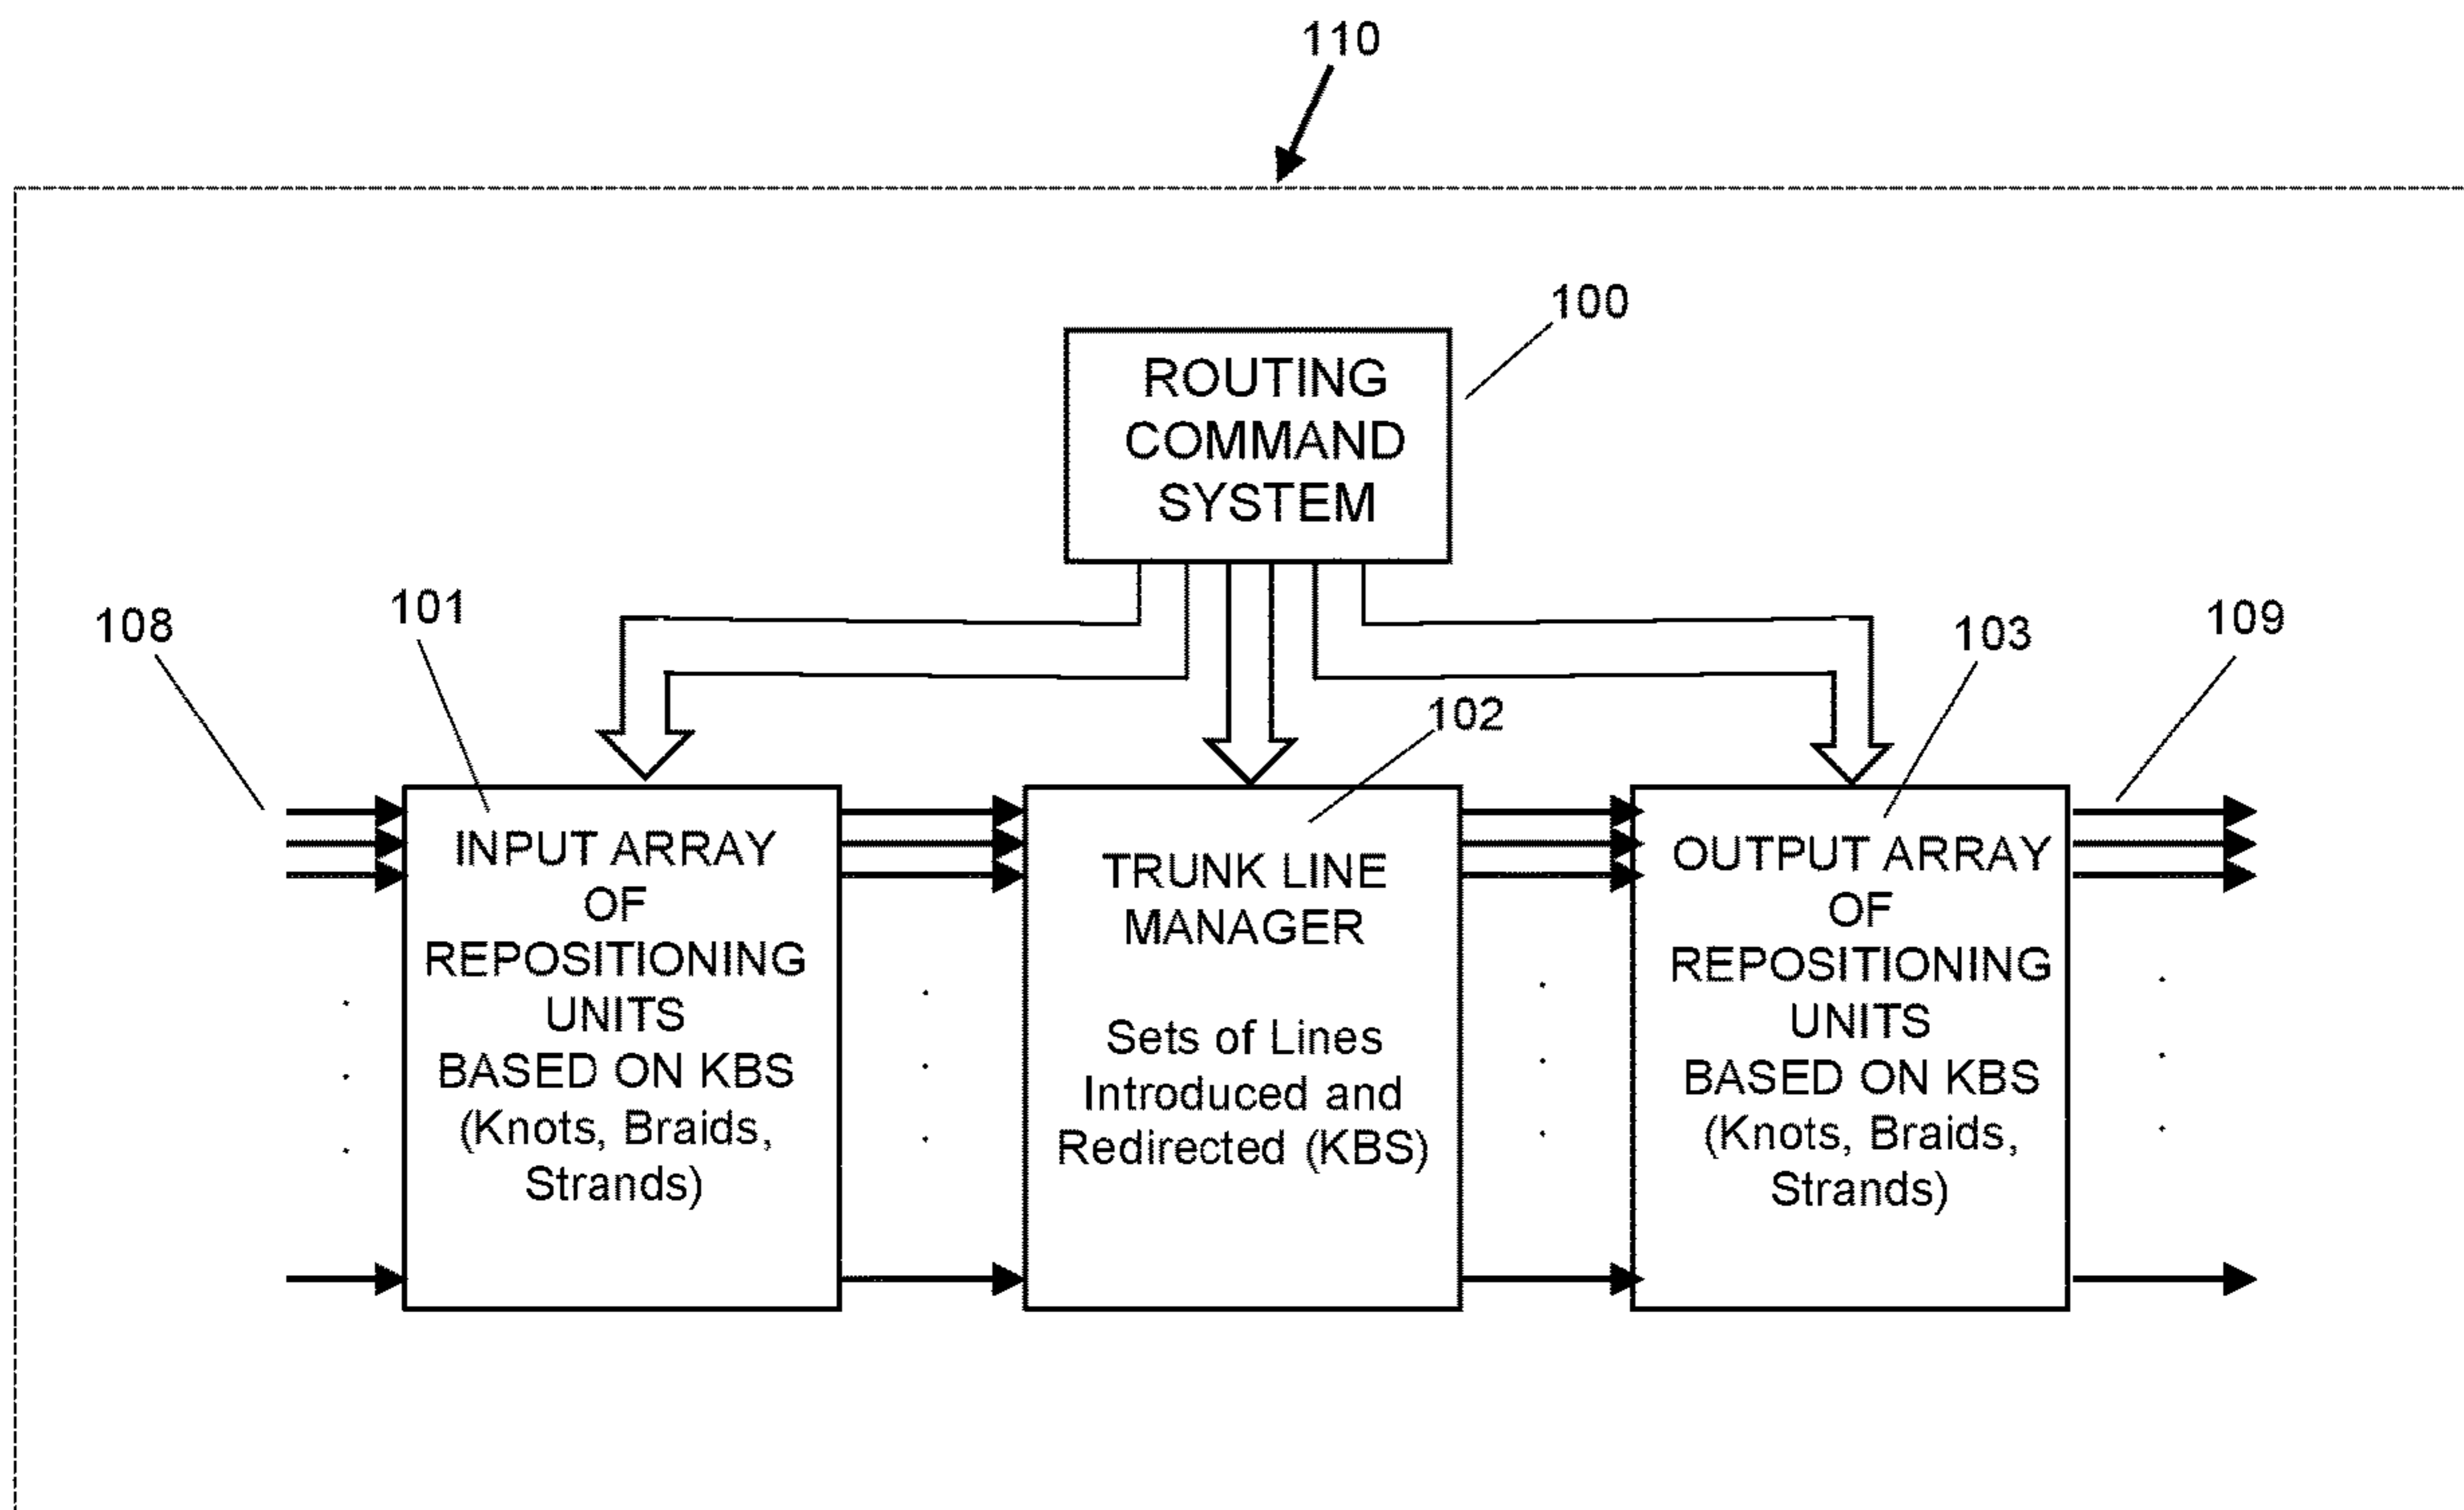 110
100
ROUTING
COMMAND
SYSTEM
108
101
102
103
109
INPUT ARRAY
OF
REPOSITIONING
UNITS
BASED ON KBS
(Knots, Braids,
Strands)
TRUNK LINE
MANAGER
Sets of Lines
Introduced and
Redirected (KBS)
OUTPUT ARRAY
OF
REPOSITIONING
UNITS
BASED ON KBS
(Knots, Braids,
Strands)